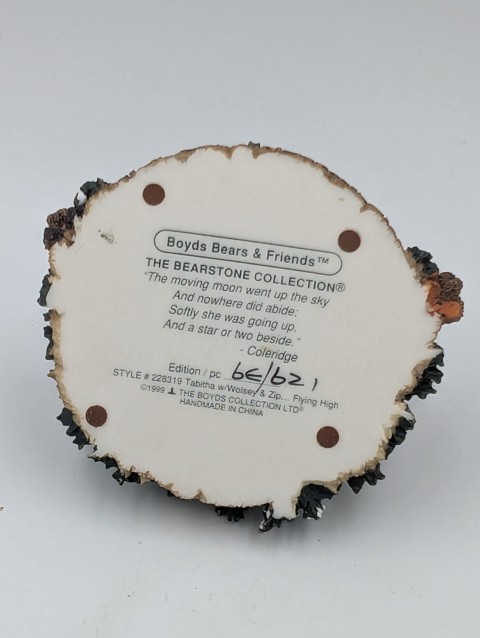 Boyds Bears & Friends™
THE BEARSTONE COLLECTION®
"The moving moon went up the sky
And nowhere did abide;
Softly she was going up,
And a star or two beside."
- Coleridge
Edition / pc 6E/621
STYLE # 228319 Tabitha w/Wolsey & Zip... Flying High
©1999 THE BOYDS COLLECTION LTD®
HANDMADE IN CHINA